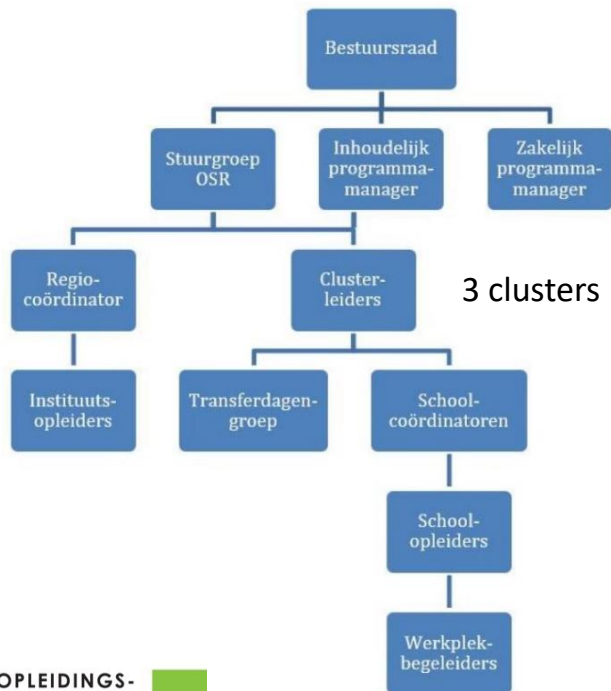 Bestuursraad
Stuurgroep
OSR
Inhoudelijk
programma-
manager
Zakelijk
programma-
manager
Regio-
coördinator
Cluster-
leiders
3 clusters
Instituuts-
opleiders
Transferdagen-
groep
School-
coördinatoren
School-
opleiders
Werkplek-
begeleiders
OPLEIDINGS-